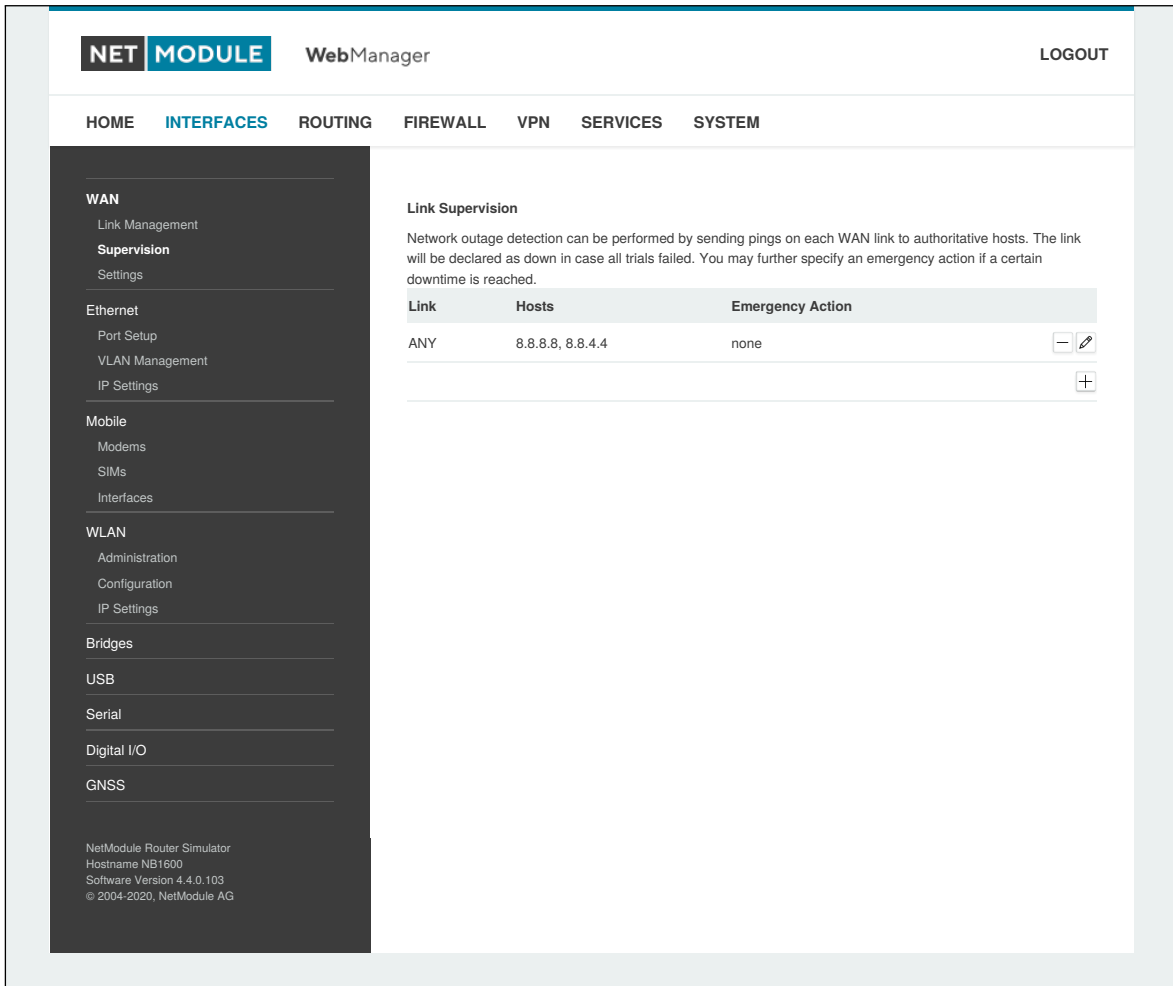 NET MODULE WebManager LOGOUT
HOME INTERFACES ROUTING FIREWALL VPN SERVICES SYSTEM
WAN
Link Management
Supervision
Settings
Ethernet
Port Setup
VLAN Management
IP Settings
Mobile
Modems
SIMs
Interfaces
WLAN
Administration
Configuration
IP Settings
Bridges
USB
Serial
Digital I/O
GNSS
NetModule Router Simulator
Hostname NB1600
Software Version 4.4.0.103
© 2004-2020, NetModule AG
Link Supervision
Network outage detection can be performed by sending pings on each WAN link to authoritative hosts. The link
will be declared as down in case all trials failed. You may further specify an emergency action if a certain
downtime is reached.
Link Hosts Emergency Action
ANY 8.8.8.8, 8.8.4.4 none